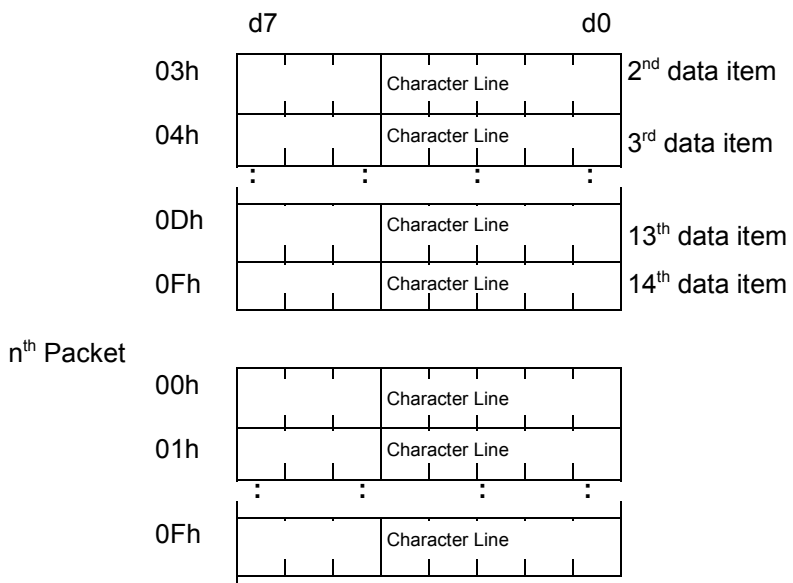 d7 d0
03h Character Line 2nd data item
04h Character Line 3rd data item
: : : :
0Dh Character Line 13th data item
0Fh Character Line 14th data item
nth Packet
00h Character Line
01h Character Line
: : : :
0Fh Character Line